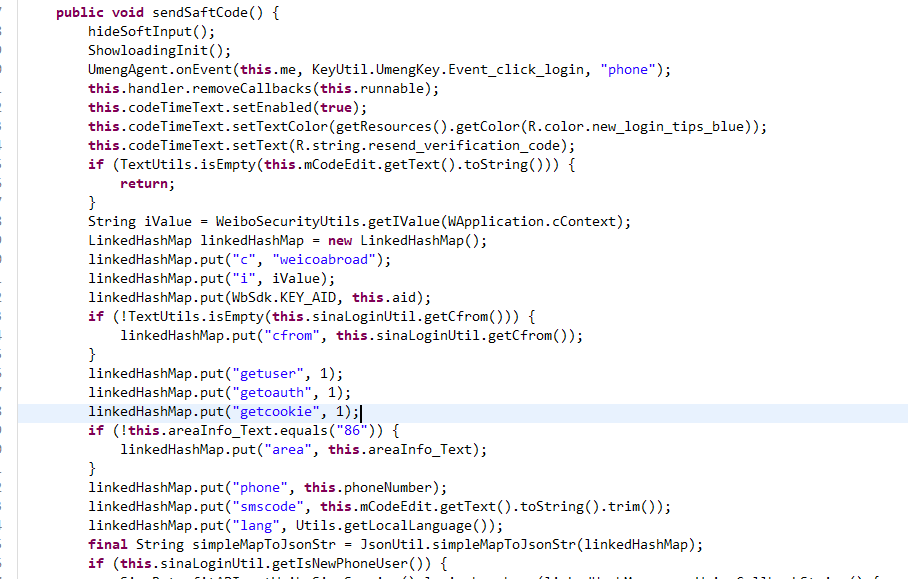 public void sendSaftCode() {
hideSoftInput();
ShowloadingInit();
UmengAgent.onEvent(this.me, KeyUtil.UmengKey.Event_click_login, "phone");
this.handler.removeCallbacks(this.runnable);
this.codeTimeText.setEnabled(true);
this.codeTimeText.setTextColor(getResources().getColor(R.color.new_login_tips_blue));
this.codeTimeText.setText(R.string.resend_verification_code);
if (TextUtils.isEmpty(this.mCodeEdit.getText().toString())) {
return;
}
String iValue = WeiboSecurityUtils.getIValue(WApplication.cContext);
LinkedHashMap linkedHashMap = new LinkedHashMap();
linkedHashMap.put("c", "weicoabroad");
linkedHashMap.put("i", iValue);
linkedHashMap.put(WbSdk.KEY_AID, this.aid);
if (!TextUtils.isEmpty(this.sinaLoginUtil.getCfrom())) {
linkedHashMap.put("cfrom", this.sinaLoginUtil.getCfrom());
}
linkedHashMap.put("getuser", 1);
linkedHashMap.put("getoauth", 1);
linkedHashMap.put("getcookie", 1);
if (!this.areaInfo_Text.equals("86")) {
linkedHashMap.put("area", this.areaInfo_Text);
}
linkedHashMap.put("phone", this.phoneNumber);
linkedHashMap.put("smscode", this.mCodeEdit.getText().toString().trim());
linkedHashMap.put("lang", Utils.getLocalLanguage());
final String simpleMapToJsonStr = JsonUtil.simpleMapToJsonStr(linkedHashMap);
if (this.sinaLoginUtil.getIsNewPhoneUser()) {